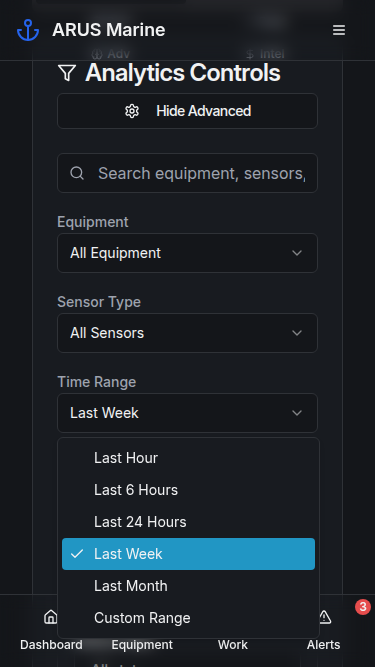 ARUS Marine
Adv
$ Intel
Analytics Controls
Hide Advanced
Search equipment, sensors,
Equipment
All Equipment
Sensor Type
All Sensors
Time Range
Last Week
Last Hour
Last 6 Hours
Last 24 Hours
Last Week
Last Month
Custom Range
3
Dashboard
Equipment
Work
Alerts